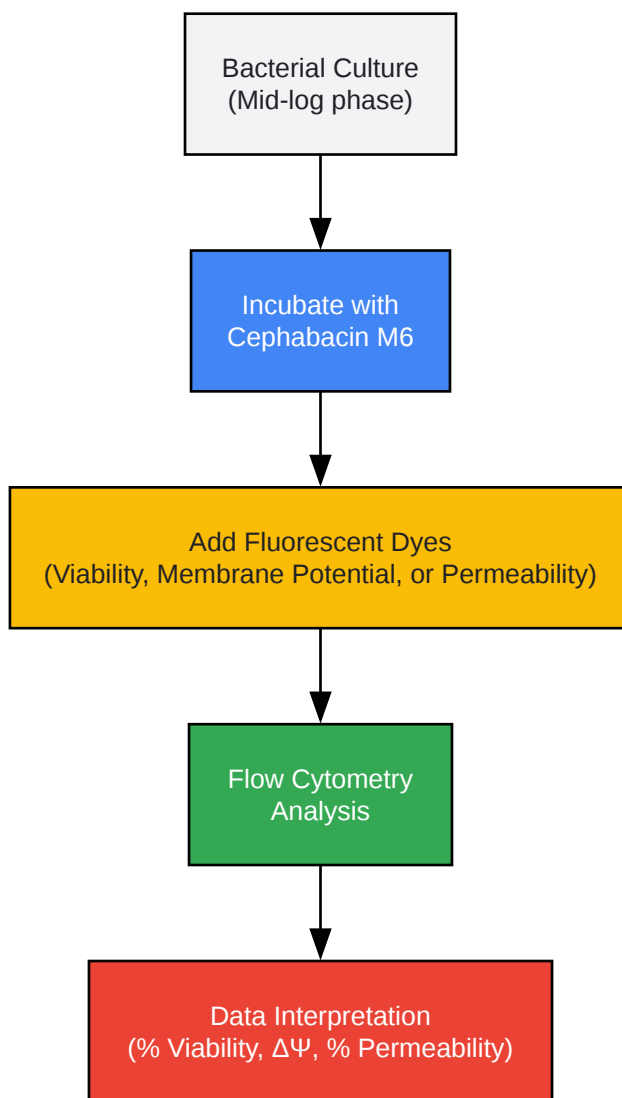 Bacterial Culture
(Mid-log phase)
Incubate with
Cephabacin M6
Add Fluorescent Dyes
(Viability, Membrane Potential, or Permeability)
Flow Cytometry
Analysis
Data Interpretation
(% Viability, ΔΨ, % Permeability)